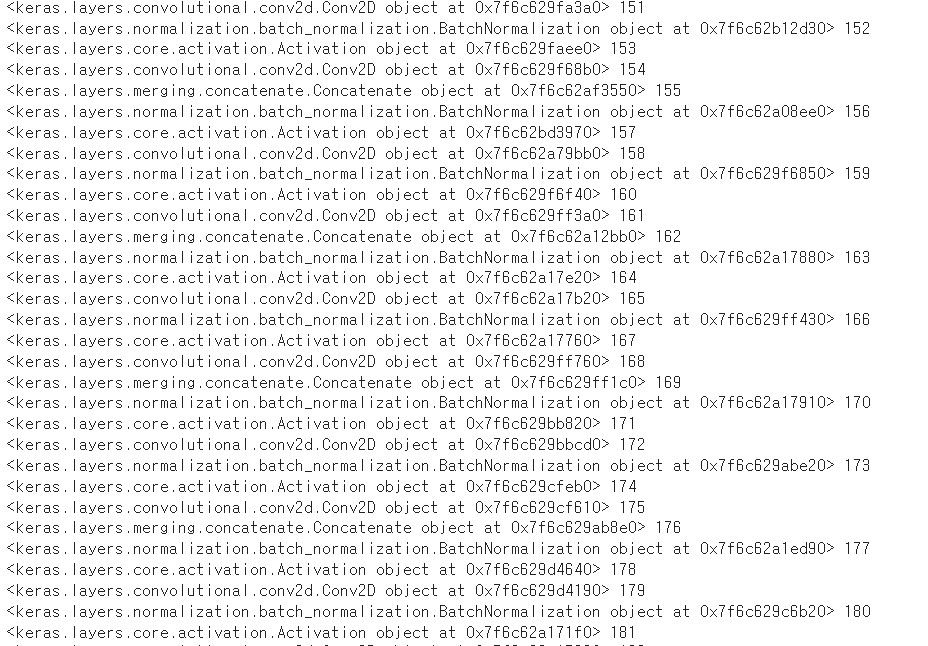 <keras.layers.convolutional.conv2d.Conv2D object at 0x7f6c629fa3a0> 151
<keras.layers.normalization.batch_normalization.BatchNormalization object at 0x7f6c62b12d30> 152
<keras.layers.core.activation.Activation object at 0x7f6c629faee0> 153
<keras.layers.convolutional.conv2d.Conv2D object at 0x7f6c629f68b0> 154
<keras.layers.merging.concatenate.Concatenate object at 0x7f6c62af3550> 155
<keras.layers.normalization.batch_normalization.BatchNormalization object at 0x7f6c62a08ee0> 156
<keras.layers.core.activation.Activation object at 0x7f6c62bd3970> 157
<keras.layers.convolutional.conv2d.Conv2D object at 0x7f6c62a79bb0> 158
<keras.layers.normalization.batch_normalization.BatchNormalization object at 0x7f6c629f6850> 159
<keras.layers.core.activation.Activation object at 0x7f6c629f6f40> 160
<keras.layers.convolutional.conv2d.Conv2D object at 0x7f6c629ff3a0> 161
<keras.layers.merging.concatenate.Concatenate object at 0x7f6c62a12bb0> 162
<keras.layers.normalization.batch_normalization.BatchNormalization object at 0x7f6c62a17880> 163
<keras.layers.core.activation.Activation object at 0x7f6c62a17e20> 164
<keras.layers.convolutional.conv2d.Conv2D object at 0x7f6c62a17b20> 165
<keras.layers.normalization.batch_normalization.BatchNormalization object at 0x7f6c629ff430> 166
<keras.layers.core.activation.Activation object at 0x7f6c62a17760> 167
<keras.layers.convolutional.conv2d.Conv2D object at 0x7f6c629ff760> 168
<keras.layers.merging.concatenate.Concatenate object at 0x7f6c629ff1c0> 169
<keras.layers.normalization.batch_normalization.BatchNormalization object at 0x7f6c62a17910> 170
<keras.layers.core.activation.Activation object at 0x7f6c629bb820> 171
<keras.layers.convolutional.conv2d.Conv2D object at 0x7f6c629bbcd0> 172
<keras.layers.normalization.batch_normalization.BatchNormalization object at 0x7f6c629abe20> 173
<keras.layers.core.activation.Activation object at 0x7f6c629cfeb0> 174
<keras.layers.convolutional.conv2d.Conv2D object at 0x7f6c629cf610> 175
<keras.layers.merging.concatenate.Concatenate object at 0x7f6c629ab8e0> 176
<keras.layers.normalization.batch_normalization.BatchNormalization object at 0x7f6c62a1ed90> 177
<keras.layers.core.activation.Activation object at 0x7f6c629d4640> 178
<keras.layers.convolutional.conv2d.Conv2D object at 0x7f6c629d4190> 179
<keras.layers.normalization.batch_normalization.BatchNormalization object at 0x7f6c629c6b20> 180
<keras.layers.core.activation.Activation object at 0x7f6c62a171f0> 181